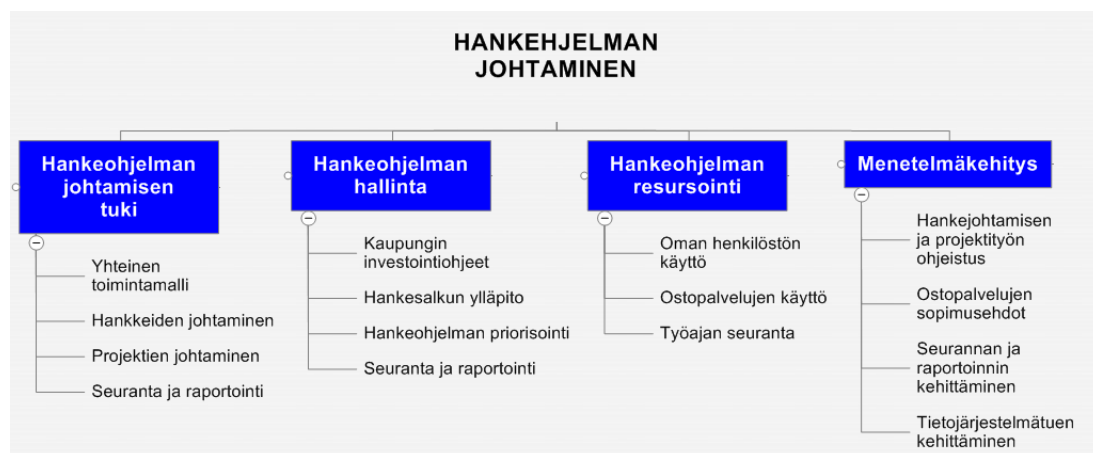 HANKEHJELMAN
JOHTAMINEN
Hankeohjelman
johtamisen
tuki
Yhteinen
toimintamalli
Hankkeiden johtaminen
Projektien johtaminen
Seuranta ja raportointi
Hankeohjelman
hallinta
Kaupungin
investointiohjeet
Hankesalkun ylläpito
Hankeohjelman priorisointi
Seuranta ja raportointi
Hankeohjelman
resursointi
Oman henkilöstön
käyttö
Ostopalvelujen käyttö
Työajan seuranta
Menetelmäkehitys
Hankejohtamisen
ja projektityön
ohjeistus
Ostopalvelujen
sopimusehdot
Seurannan ja
raportoinnin
kehittäminen
Tietojärjestelmätuen
kehittäminen